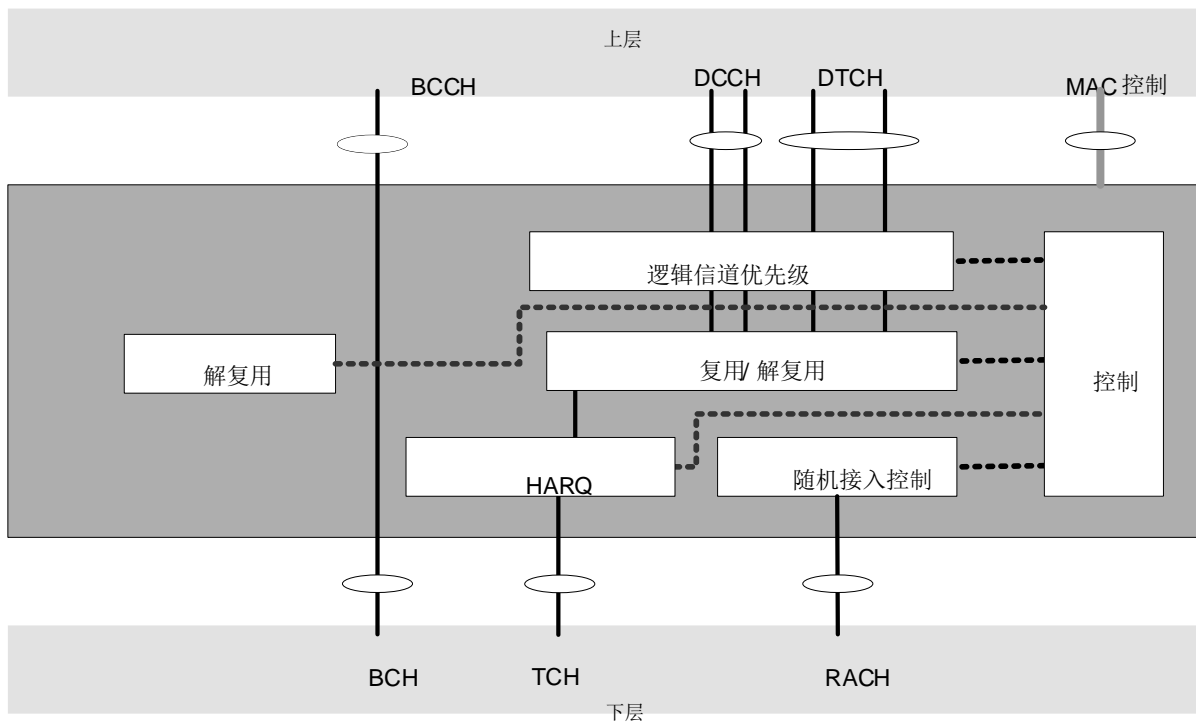 上层
BCCH
DCCH
DTCH
MAC 控制
逻辑信道优先级
解复用
复用/ 解复用
控制
HARQ
随机接入控制
BCH
TCH
RACH
下层